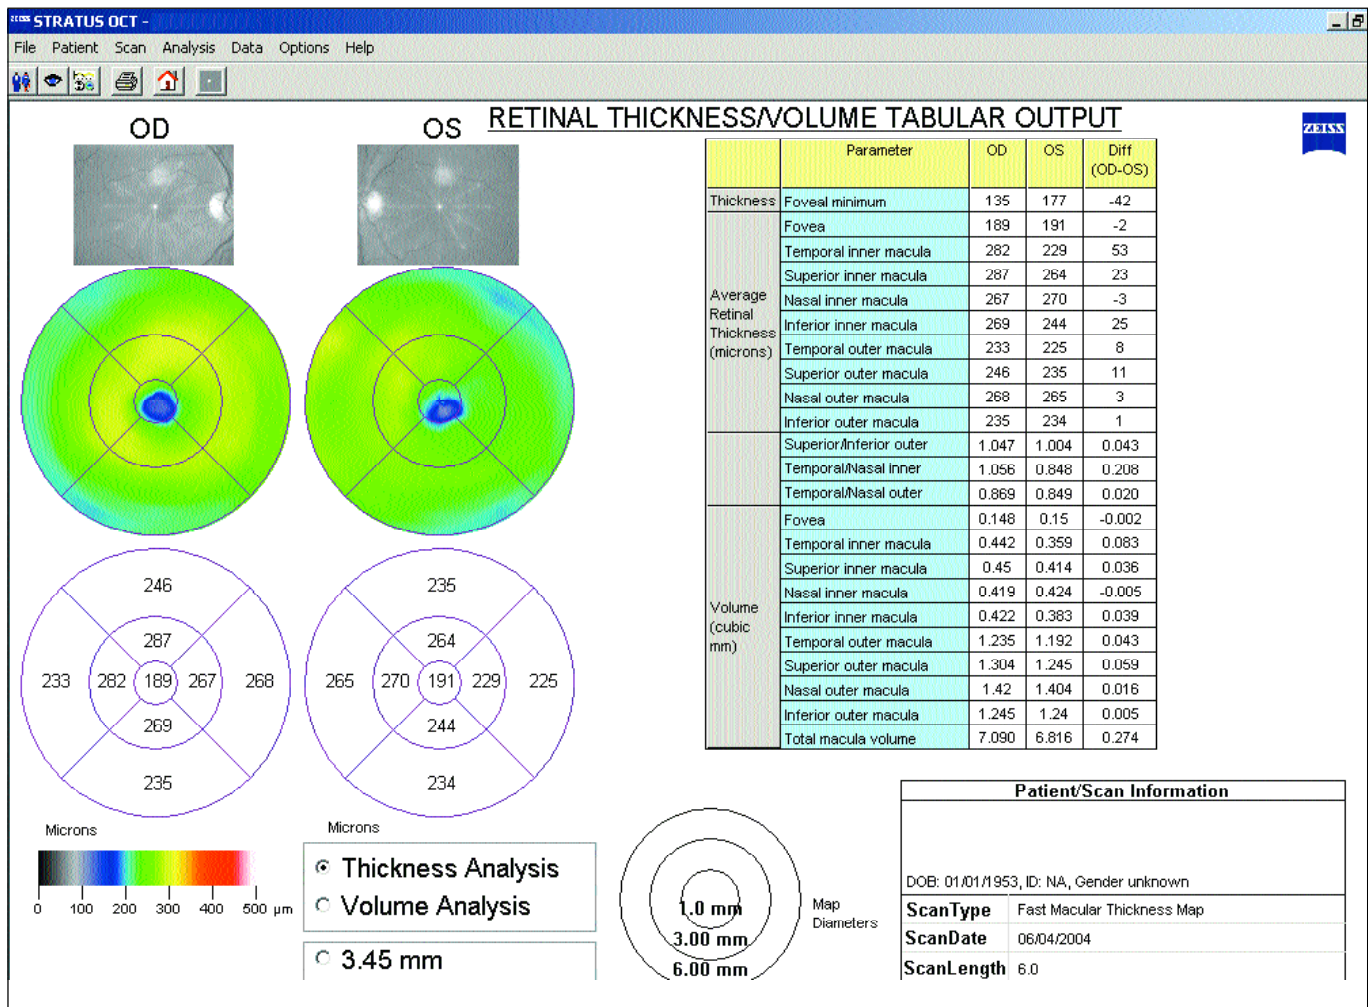 ZEISS STRATUS OCT -
File Patient Scan Analysis Data Options Help
RETINAL THICKNESS/VOLUME TABULAR OUTPUT
OD OS
ZEISS
Parameter OD OS Diff (OD-OS)
Thickness Foveal minimum 135 177 -42
Average Retinal Thickness (microns)
Fovea 189 191 -2
Temporal inner macula 282 229 53
Superior inner macula 287 264 23
Nasal inner macula 267 270 -3
Inferior inner macula 269 244 25
Temporal outer macula 233 225 8
Superior outer macula 246 235 11
Nasal outer macula 268 265 3
Inferior outer macula 235 234 1
Superior/Inferior outer 1.047 1.004 0.043
Temporal/Nasal inner 1.056 0.848 0.208
Temporal/Nasal outer 0.869 0.849 0.020
Volume (cubic mm)
Fovea 0.148 0.15 -0.002
Temporal inner macula 0.442 0.359 0.083
Superior inner macula 0.45 0.414 0.036
Nasal inner macula 0.419 0.424 -0.005
Inferior inner macula 0.422 0.383 0.039
Temporal outer macula 1.235 1.192 0.043
Superior outer macula 1.304 1.245 0.059
Nasal outer macula 1.42 1.404 0.016
Inferior outer macula 1.245 1.24 0.005
Total macula volume 7.090 6.816 0.274
246
287
233 282 189 267 268
269
235
Microns
0 100 200 300 400 500 µm
235
264
265 270 191 229 225
244
234
Microns
Thickness Analysis
Volume Analysis
3.45 mm
1.0 mm
3.00 mm
6.00 mm
Map
Diameters
Patient/Scan Information
DOB: 01/01/1953, ID: NA, Gender unknown
ScanType Fast Macular Thickness Map
ScanDate 06/04/2004
ScanLength 6.0